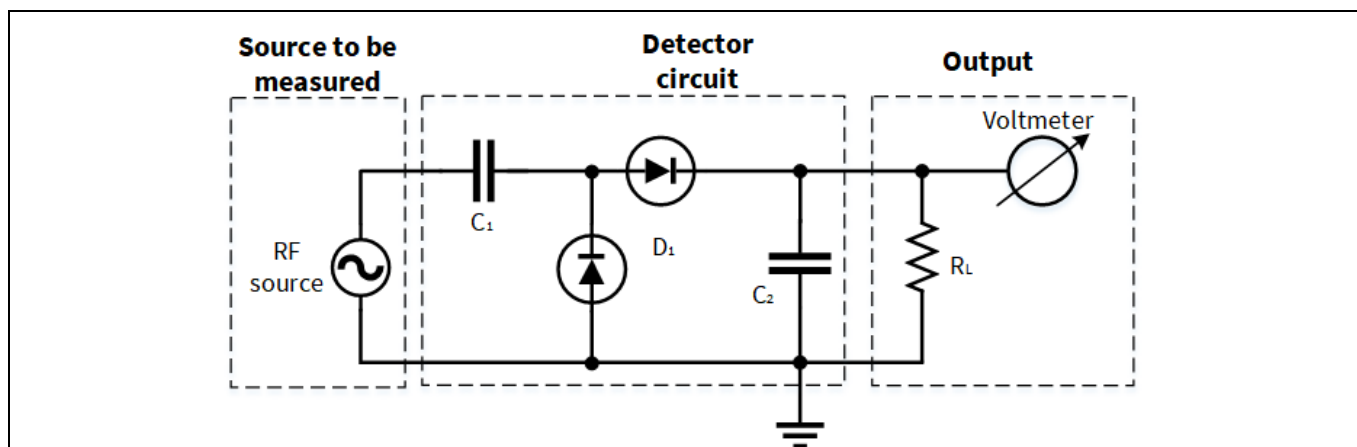 Source to be
measured
Detector
circuit
Output
Voltmeter
C₁
D₁
RF
source
C₂
RL